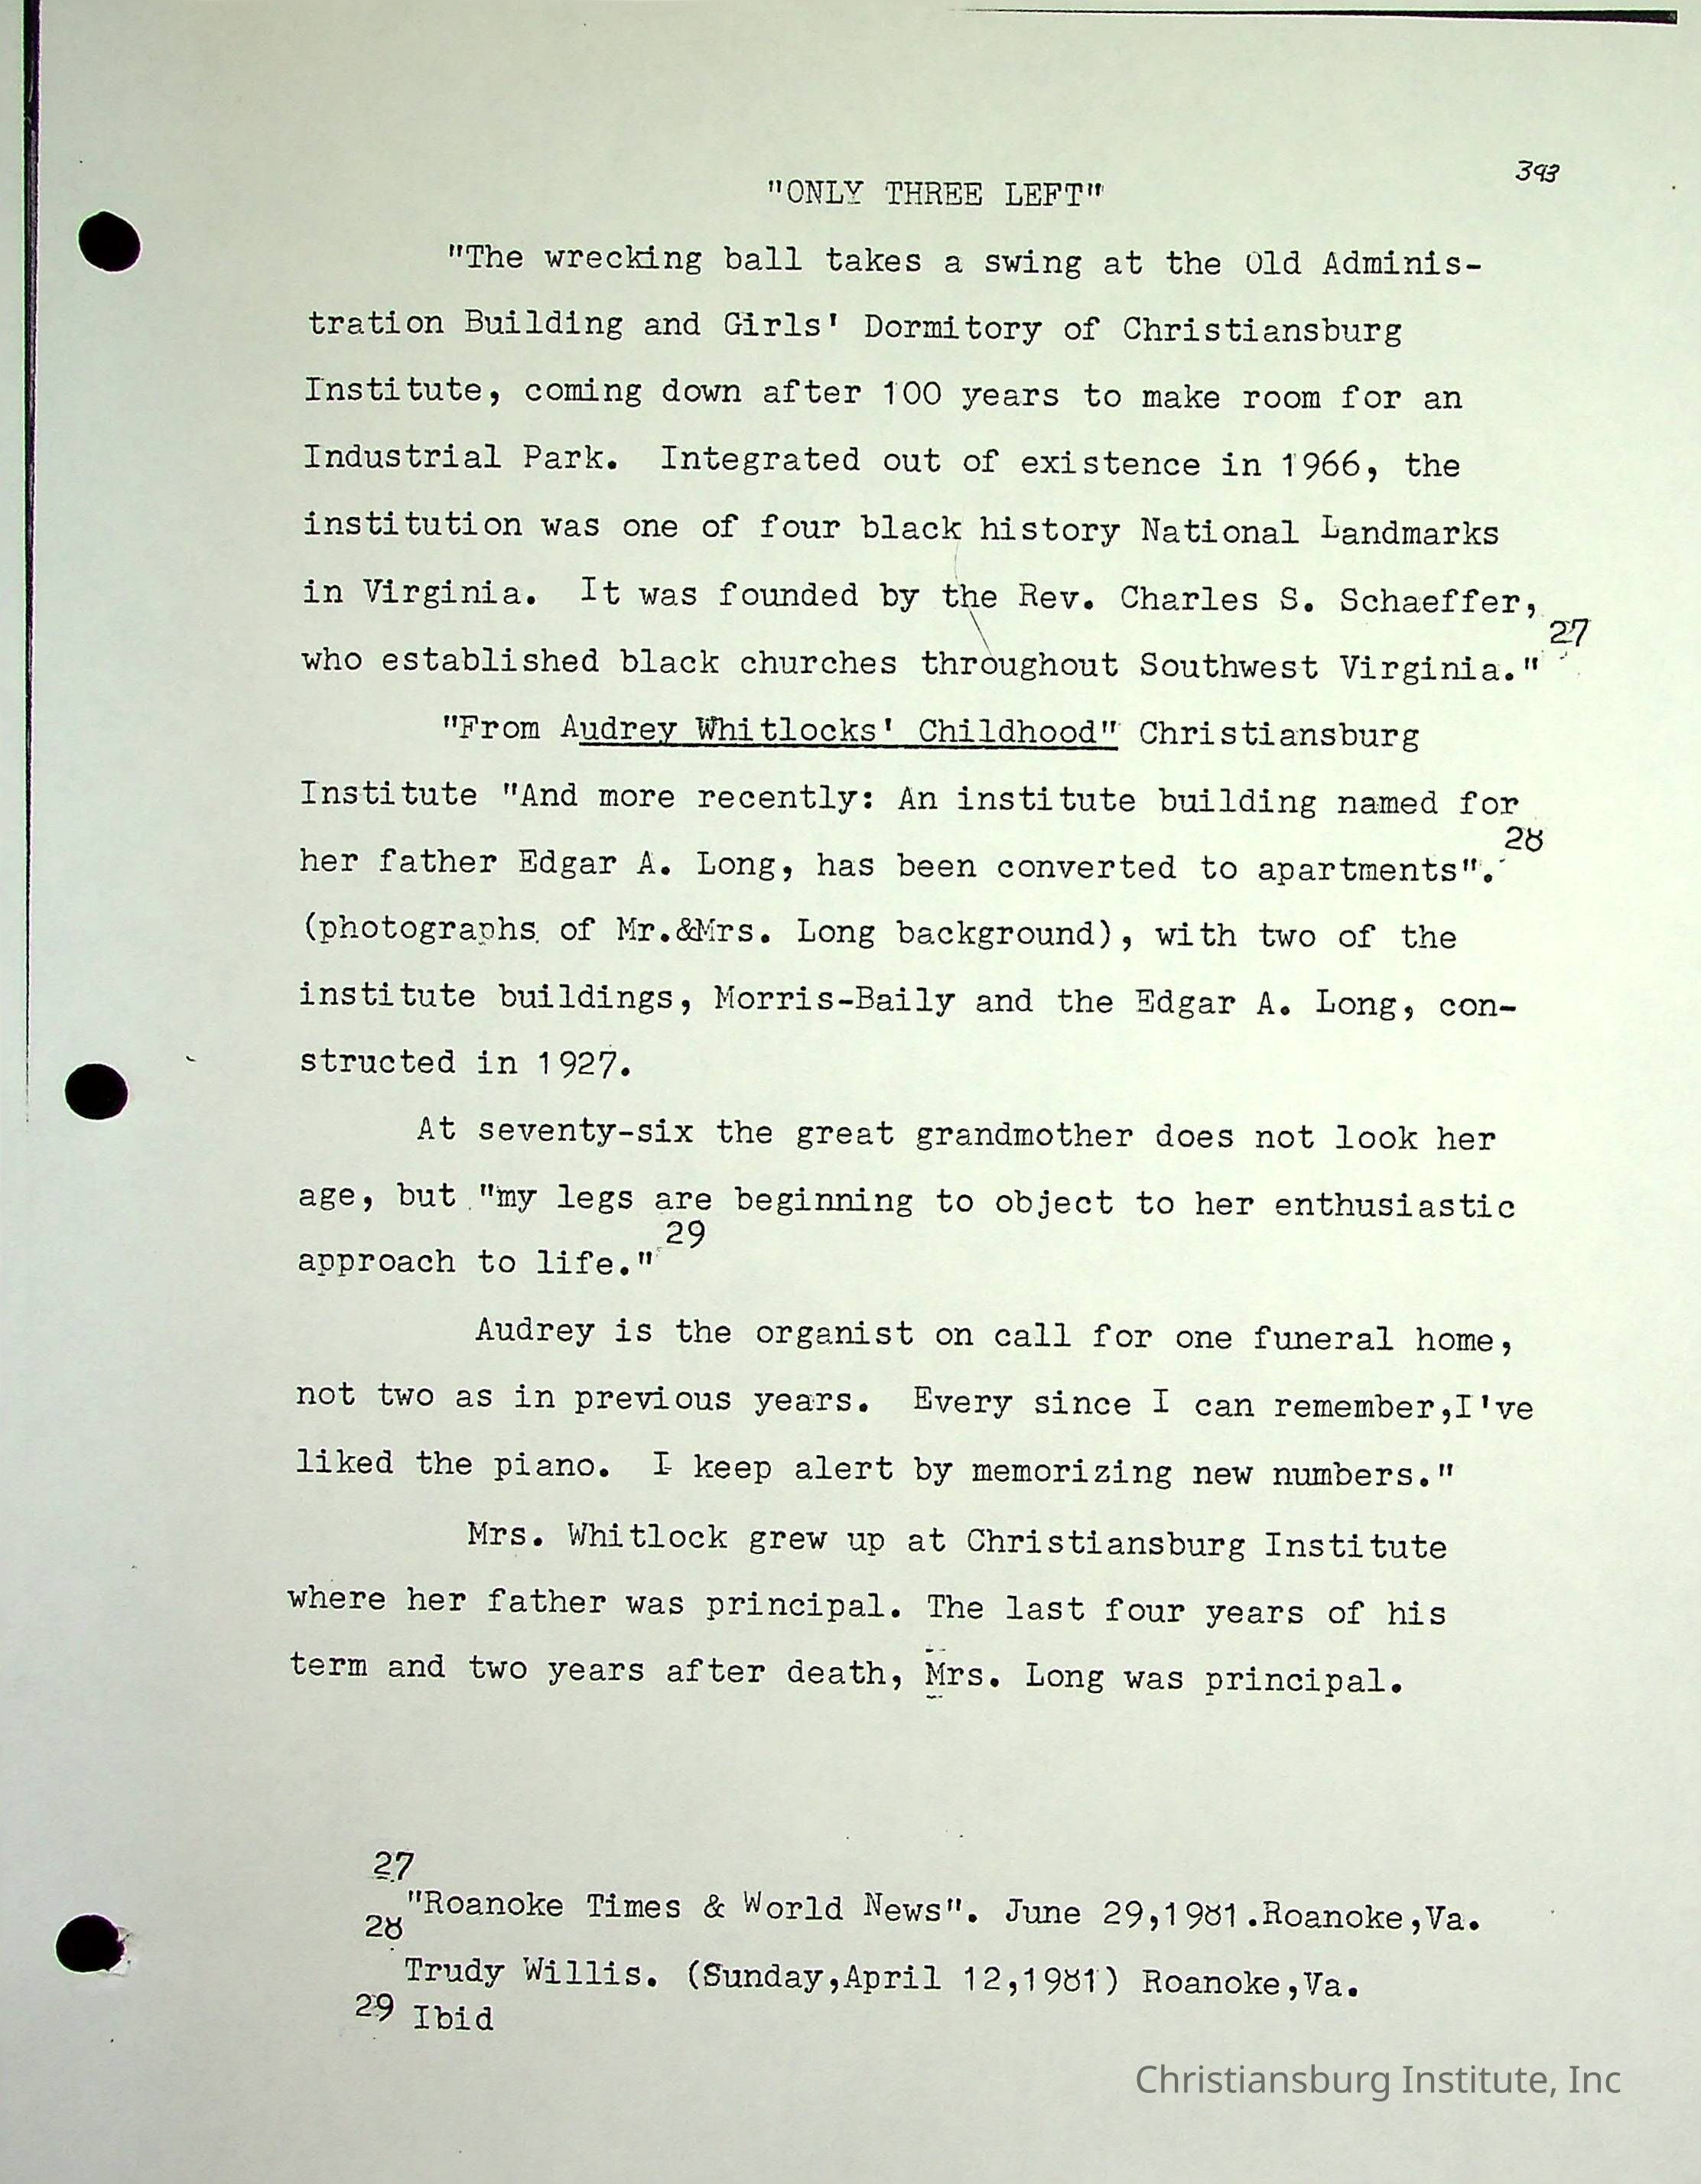 393
"ONLY THREE LEFT"
"The wrecking ball takes a swing at the Old Adminis-
tration Building and Girls' Dormitory of Christiansburg
Institute, coming down after 100 years to make room for an
Industrial Park. Integrated out of existence in 1966, the
institution was one of four black history National Landmarks
in Virginia. It was founded by the Rev. Charles S. Schaeffer,
who established black churches throughout Southwest Virginia." 27
"From Audrey Whitlocks' Childhood" Christiansburg
Institute "And more recently: An institute building named for
her father Edgar A. Long, has been converted to apartments". 28
(photographs of Mr.&Mrs. Long background), with two of the
institute buildings, Morris-Baily and the Edgar A. Long, con-
structed in 1927.
At seventy-six the great grandmother does not look her
age, but "my legs are beginning to object to her enthusiastic
approach to life." 29
Audrey is the organist on call for one funeral home,
not two as in previous years. Every since I can remember,I've
liked the piano. I keep alert by memorizing new numbers."
Mrs. Whitlock grew up at Christiansburg Institute
where her father was principal. The last four years of his
term and two years after death, Mrs. Long was principal.
27
"Roanoke Times & World News". June 29,1981.Roanoke,Va.
28
Trudy Willis. (Sunday,April 12,1981) Roanoke,Va.
29 Ibid
Christiansburg Institute, Inc